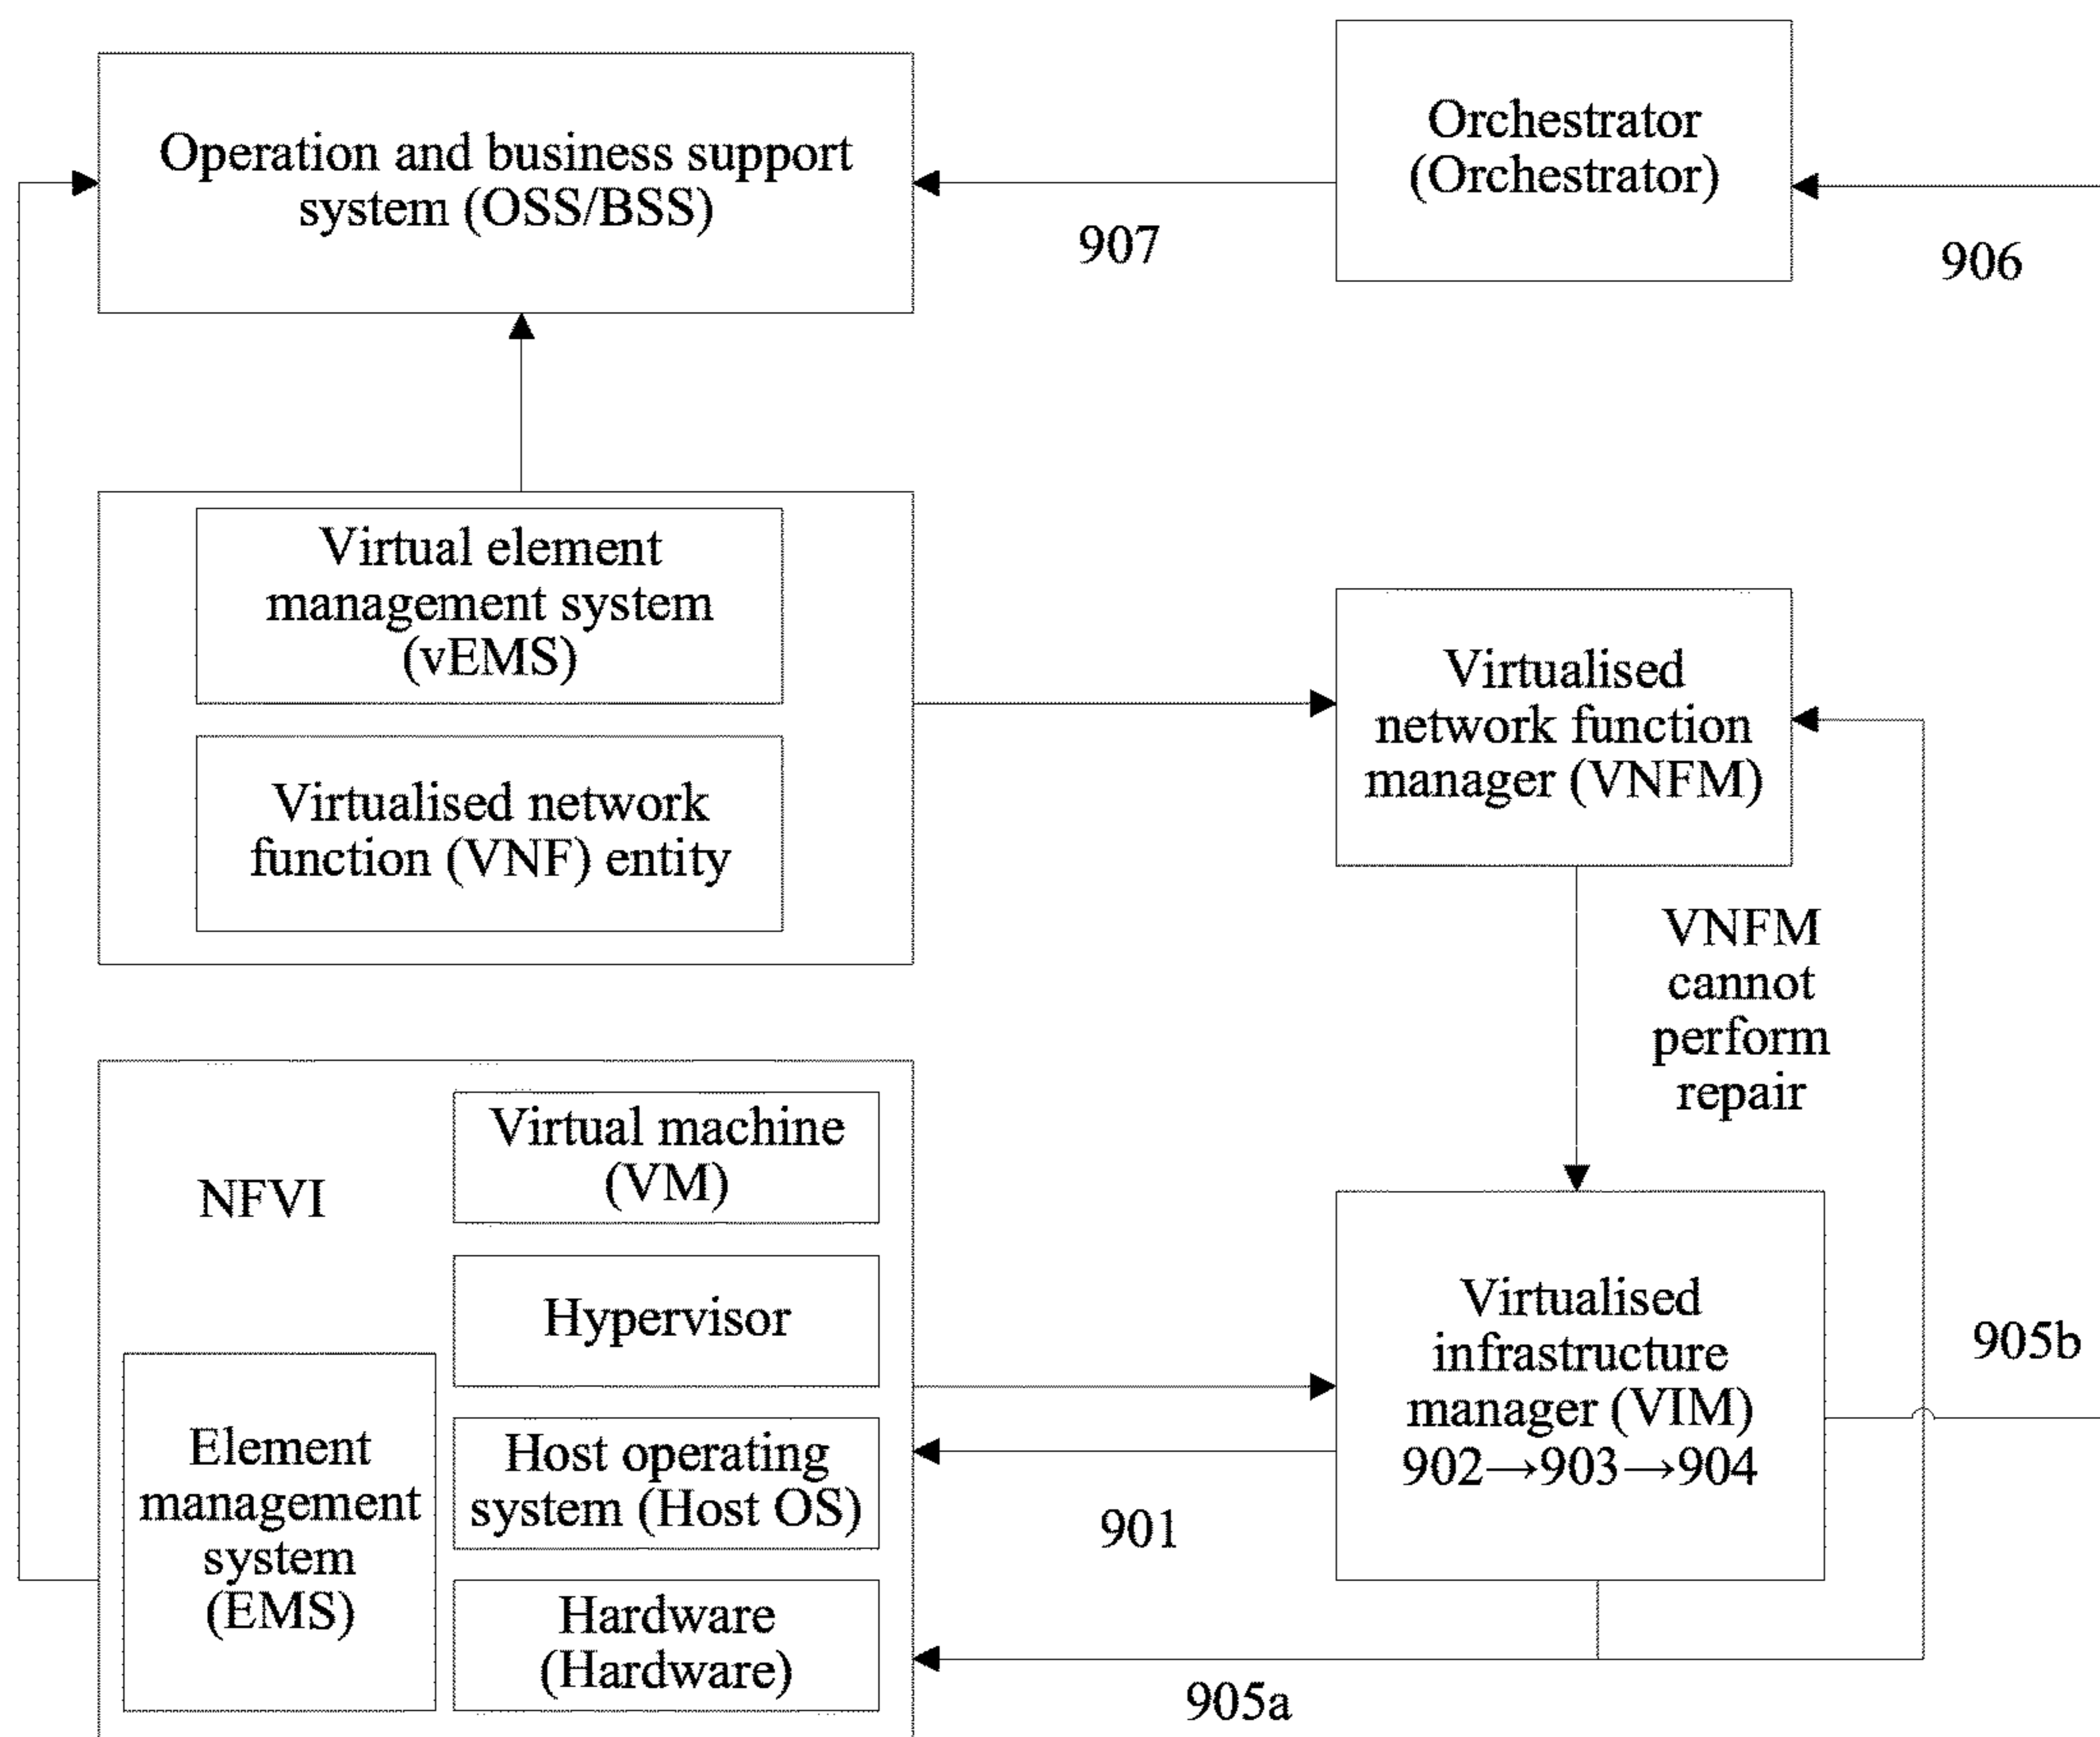 Operation and business support
system (OSS/BSS)
907
Orchestrator
(Orchestrator)
906
Virtual element
management system
(vEMS)
Virtualised network
function (VNF) entity
Virtualised
network function
manager (VNFM)
VNFM
cannot
perform
repair
NFVI
Virtual machine
(VM)
Hypervisor
Host operating
system (Host OS)
Hardware
(Hardware)
Element
management
system
(EMS)
Virtualised
infrastructure
manager (VIM)
902→903→904
901
905a
905b